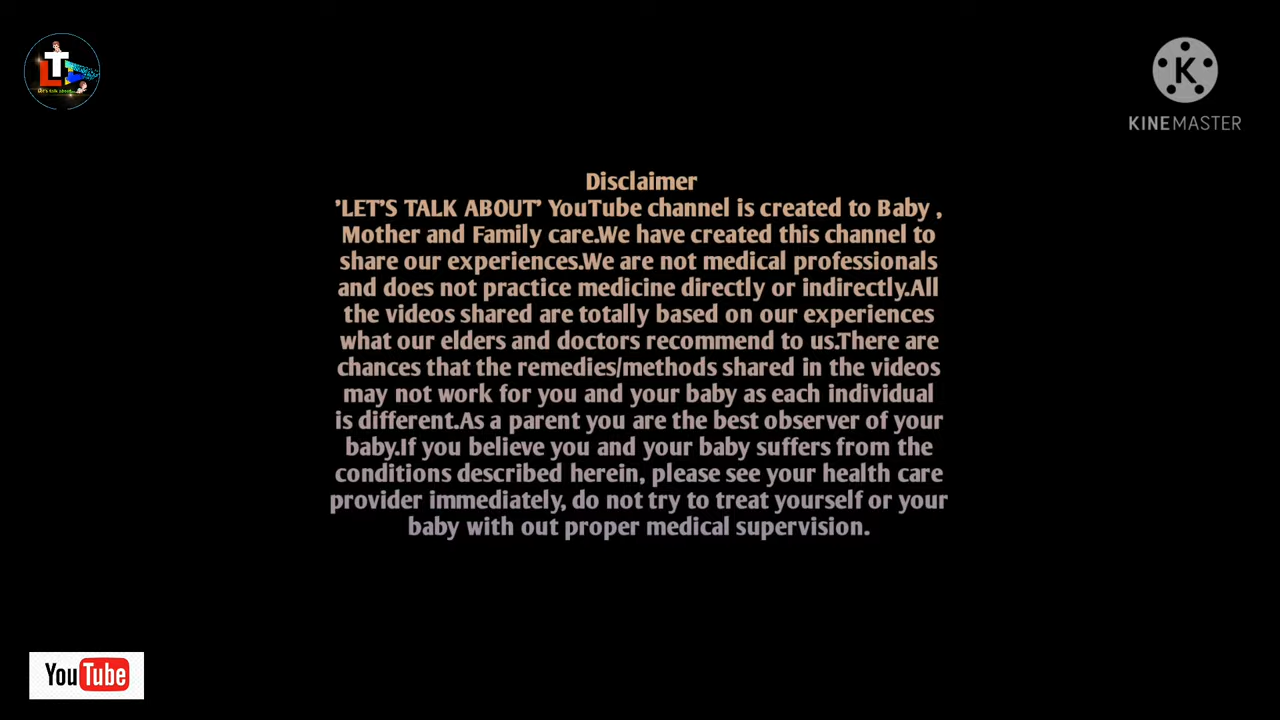 LT
Let's talk about....
K
KINEMASTER
Disclaimer
'LET'S TALK ABOUT' YouTube channel is created to Baby ,
Mother and Family care.We have created this channel to
share our experiences.We are not medical professionals
and does not practice medicine directly or indirectly.All
the videos shared are totally based on our experiences
what our elders and doctors recommend to us.There are
chances that the remedies/methods shared in the videos
may not work for you and your baby as each individual
is different.As a parent you are the best observer of your
baby.If you believe you and your baby suffers from the
conditions described herein, please see your health care
provider immediately, do not try to treat yourself or your
baby with out proper medical supervision.
YouTube